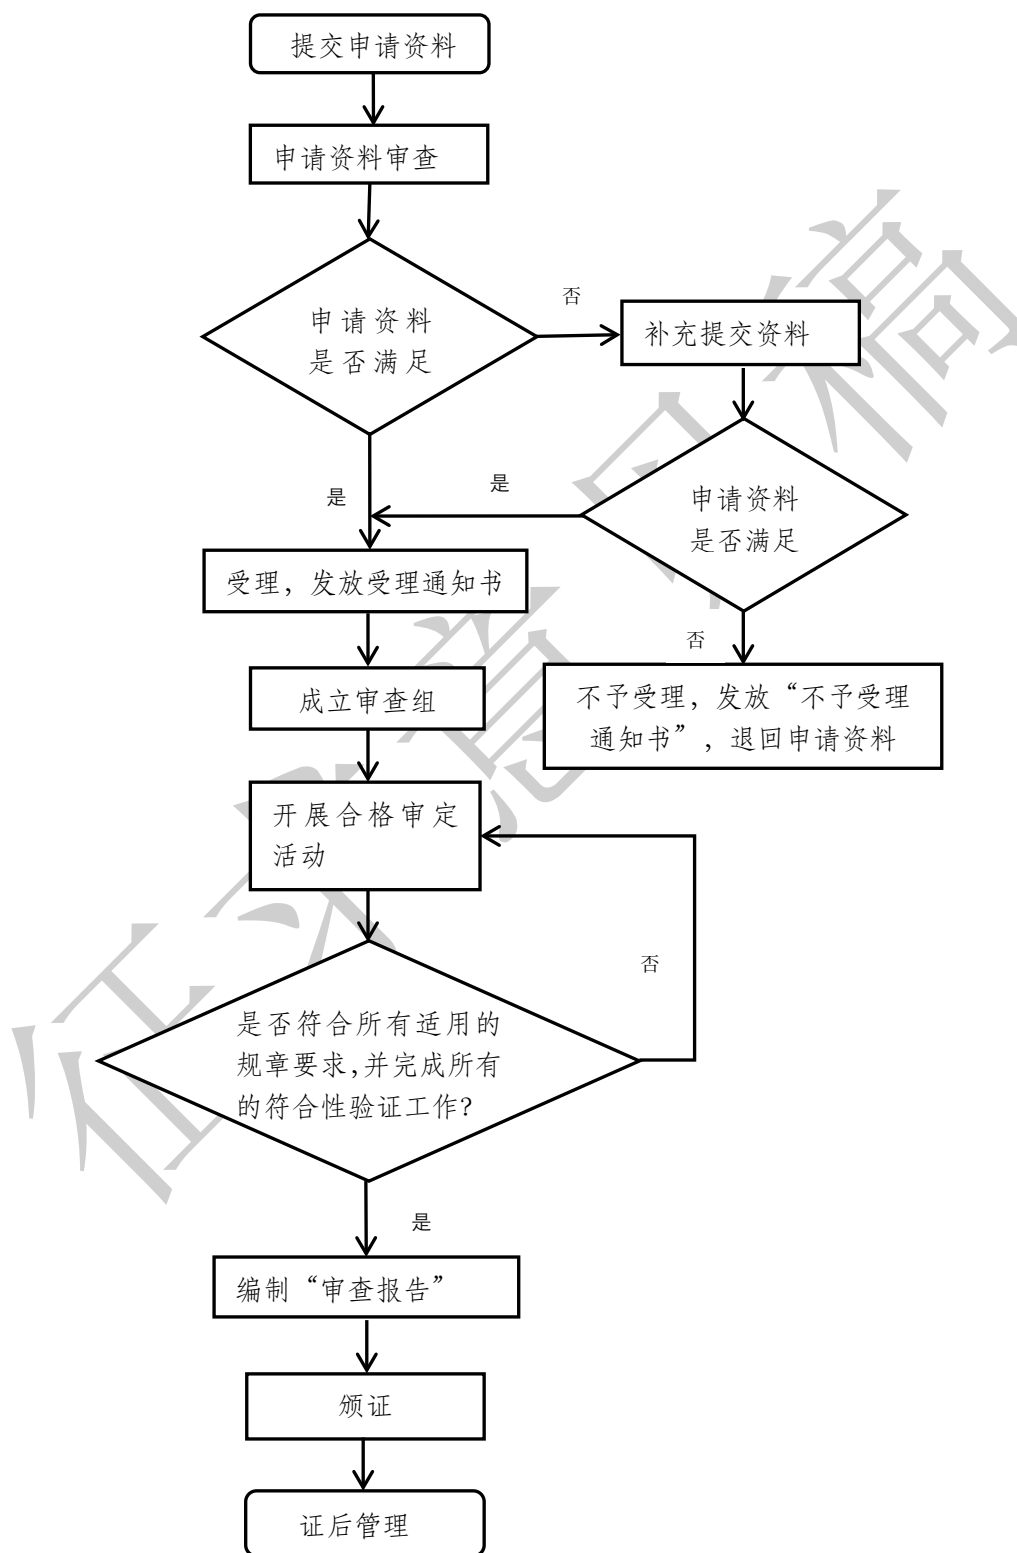 提交申请资料
申请资料审查
申请资料
是否满足
否
补充提交资料
是
是
申请资料
是否满足
受理，发放受理通知书
否
成立审查组
不予受理，发放“不予受理
通知书”，退回申请资料
开展合格审定
活动
否
是否符合所有适用的
规章要求,并完成所有
的符合性验证工作?
是
编制“审查报告”
颁证
证后管理
征求意见稿